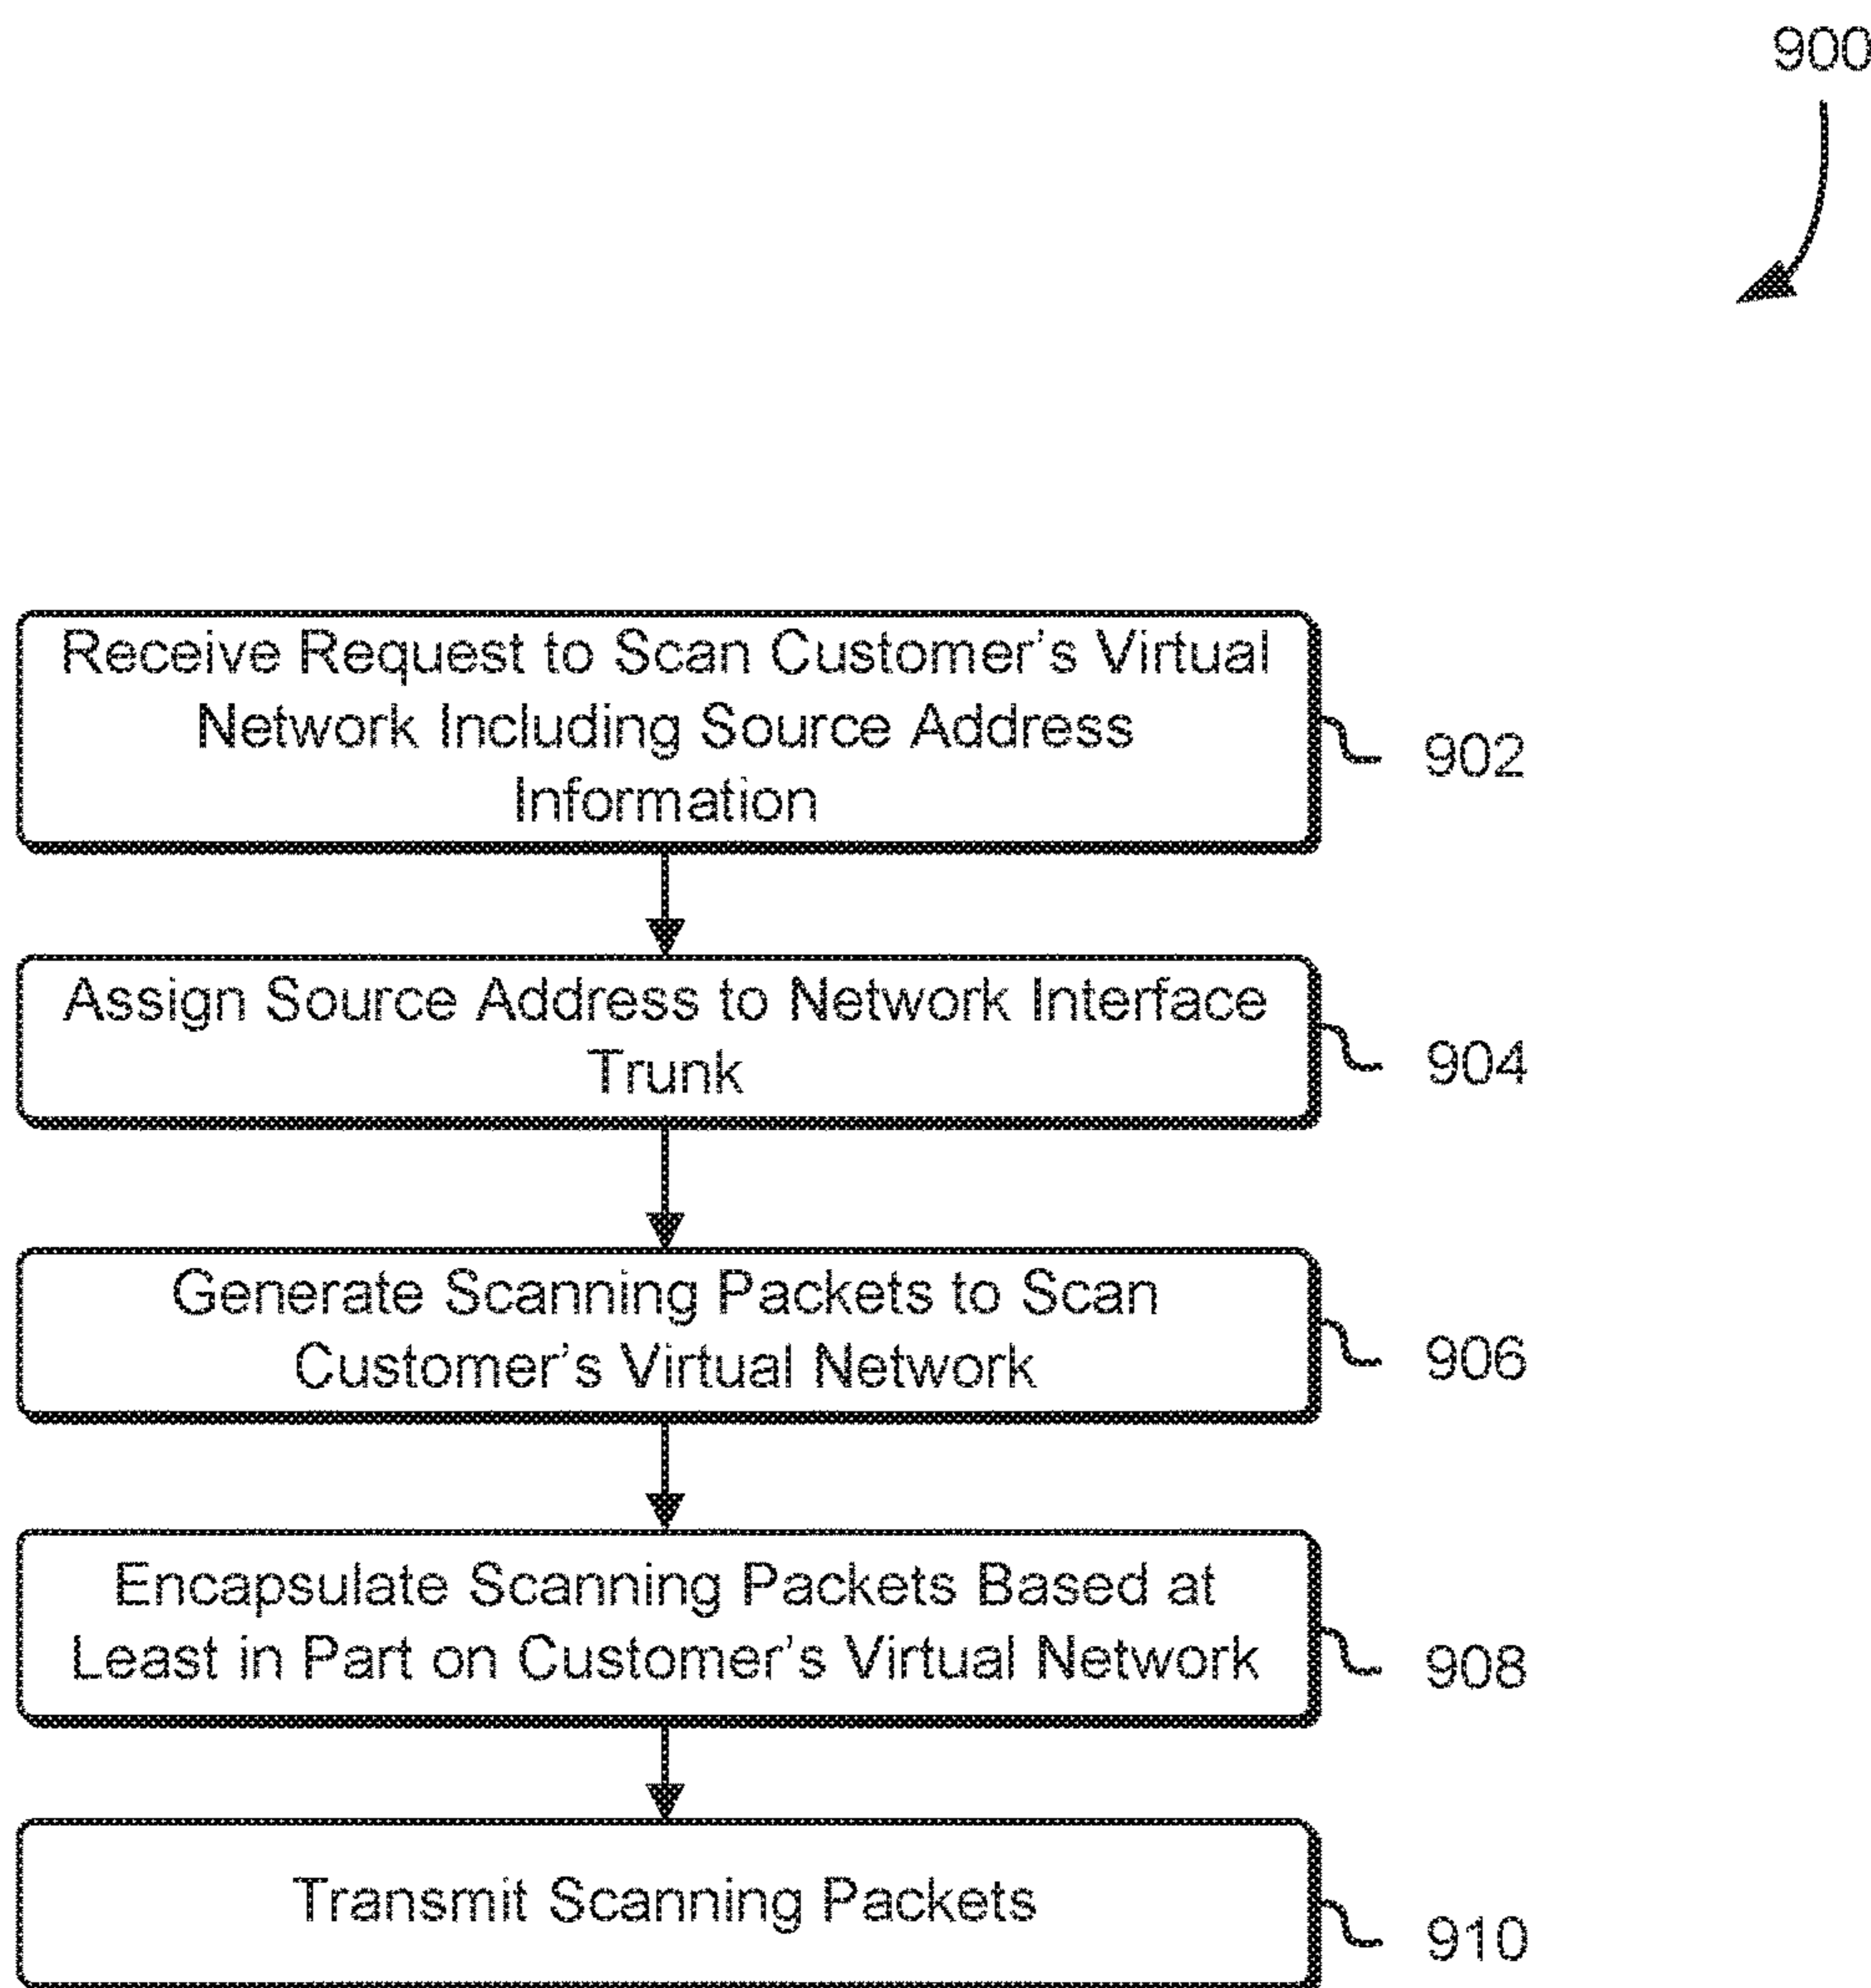 900
Receive Request to Scan Customer's Virtual
Network Including Source Address
Information
902
Assign Source Address to Network Interface
Trunk
904
Generate Scanning Packets to Scan
Customer's Virtual Network
906
Encapsulate Scanning Packets Based at
Least in Part on Customer's Virtual Network
908
Transmit Scanning Packets
910